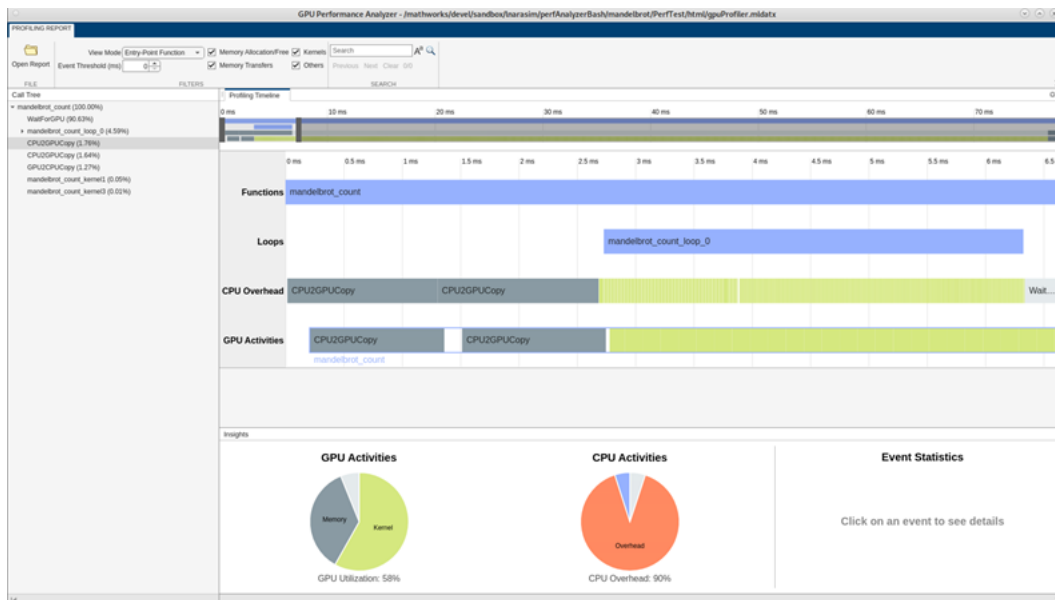 GPU Performance Analyzer - /mathworks/devel/sandbox/lnarasim/perfAnalyzerBash/mandelbrot/PerfTest/html/gpuProfiler.mldatx
PROFILING REPORT
Open Report
View Mode Entry-Point Function
Event Threshold (ms) 0
Memory Allocation/Free Kernels
Memory Transfers Others
Search
Previous Next Clear 0/0
FILE FILTERS SEARCH
Call Tree
mandelbrot_count (100.00%)
WaitForGPU (90.63%)
mandelbrot_count_loop_0 (4.59%)
CPU2GPUCopy (1.76%)
CPU2GPUCopy (1.64%)
GPU2CPUCopy (1.27%)
mandelbrot_count_kernel1 (0.05%)
mandelbrot_count_kernel3 (0.01%)
Profiling Timeline
0 ms 10 ms 20 ms 30 ms 40 ms 50 ms 60 ms 70 ms
0 ms 0.5 ms 1 ms 1.5 ms 2 ms 2.5 ms 3 ms 3.5 ms 4 ms 4.5 ms 5 ms 5.5 ms 6 ms 6.5
Functions mandelbrot_count
Loops mandelbrot_count_loop_0
CPU Overhead CPU2GPUCopy CPU2GPUCopy Wait...
GPU Activities CPU2GPUCopy CPU2GPUCopy
mandelbrot_count
Insights
GPU Activities
Memory
Kernel
GPU Utilization: 58%
CPU Activities
Overhead
CPU Overhead: 90%
Event Statistics
Click on an event to see details